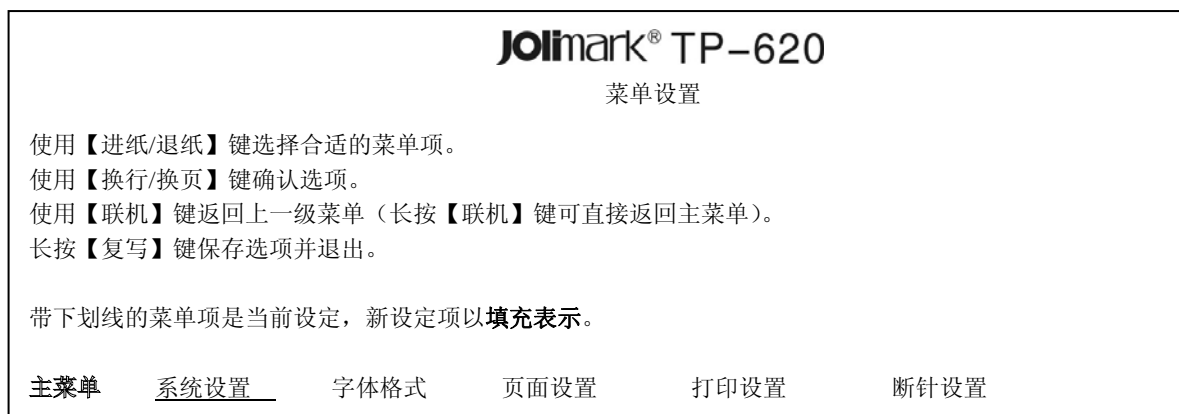 Jolimark® TP-620
菜单设置
使用【进纸/退纸】键选择合适的菜单项。
使用【换行/换页】键确认选项。
使用【联机】键返回上一级菜单（长按【联机】键可直接返回主菜单）。
长按【复写】键保存选项并退出。
带下划线的菜单项是当前设定，新设定项以填充表示。
主菜单 系统设置 字体格式 页面设置 打印设置 断针设置